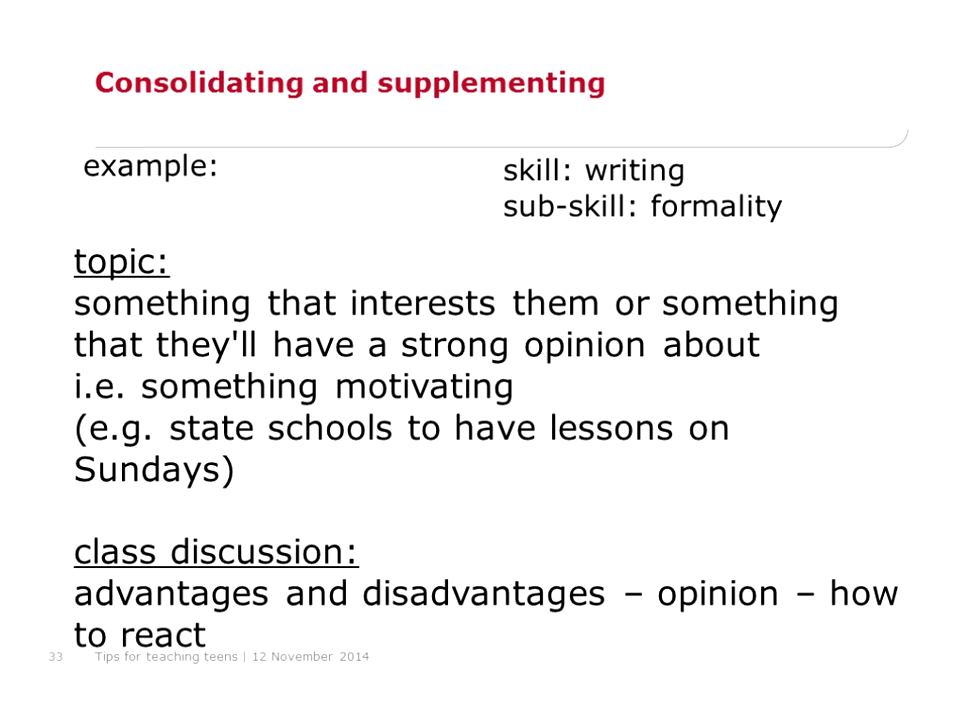 Consolidating and supplementing
example:
skill: writing
sub-skill: formality
topic:
something that interests them or something
that they'll have a strong opinion about
i.e. something motivating
(e.g. state schools to have lessons on
Sundays)
class discussion:
advantages and disadvantages – opinion – how
to react
33 Tips for teaching teens | 12 November 2014